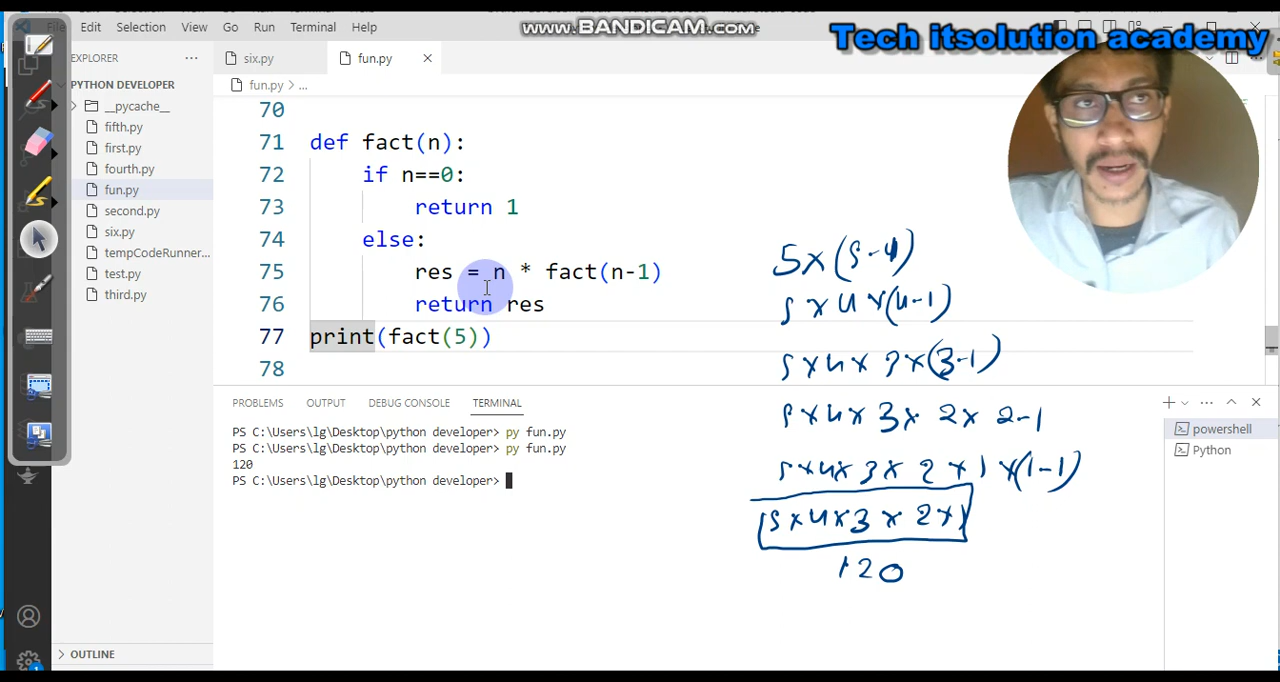 File Edit Selection View Go Run Terminal Help
www.BANDICAM.com
Tech itsolution academy
EXPLORER
PYTHON DEVELOPER
__pycache__
fifth.py
first.py
fourth.py
fun.py
second.py
six.py
tempCodeRunner...
test.py
third.py
OUTLINE
six.py fun.py
fun.py > ...
70
71 def fact(n):
72 if n==0:
73 return 1
74 else:
75 res = n * fact(n-1)
76 return res
77 print(fact(5))
78
5x(5-4)
5x4x(4-1)
5x4x3x(3-1)
5x4x3x2x2-1
5x4x3x2x1x(1-1)
5x4x3x2x1
120
PROBLEMS OUTPUT DEBUG CONSOLE TERMINAL
PS C:\Users\lg\Desktop\python developer> py fun.py
PS C:\Users\lg\Desktop\python developer> py fun.py
120
PS C:\Users\lg\Desktop\python developer>
powershell
Python